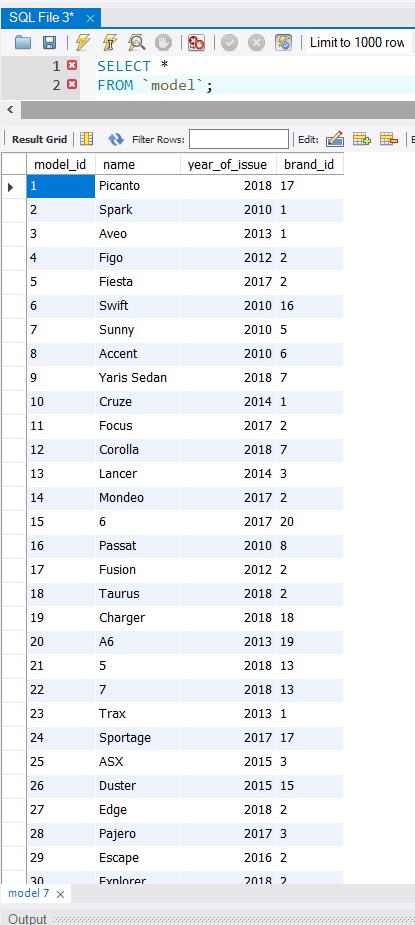 SQL File 3*
Limit to 1000 row
1 SELECT *
2 FROM `model`;
Result Grid Filter Rows: Edit:
model_id name year_of_issue brand_id
1 Picanto 2018 17
2 Spark 2010 1
3 Aveo 2013 1
4 Figo 2012 2
5 Fiesta 2017 2
6 Swift 2010 16
7 Sunny 2010 5
8 Accent 2010 6
9 Yaris Sedan 2018 7
10 Cruze 2014 1
11 Focus 2017 2
12 Corolla 2018 7
13 Lancer 2014 3
14 Mondeo 2017 2
15 6 2017 20
16 Passat 2010 8
17 Fusion 2012 2
18 Taurus 2018 2
19 Charger 2018 18
20 A6 2013 19
21 5 2018 13
22 7 2018 13
23 Trax 2013 1
24 Sportage 2017 17
25 ASX 2015 3
26 Duster 2015 15
27 Edge 2018 2
28 Pajero 2017 3
29 Escape 2016 2
30 Explorer 2018 2
model 7
Output